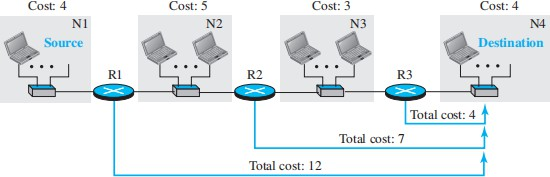 Cost: 4 Cost: 5 Cost: 3 Cost: 4
N1 N2 N3 N4
Source Destination
R1 R2 R3
Total cost: 4
Total cost: 7
Total cost: 12